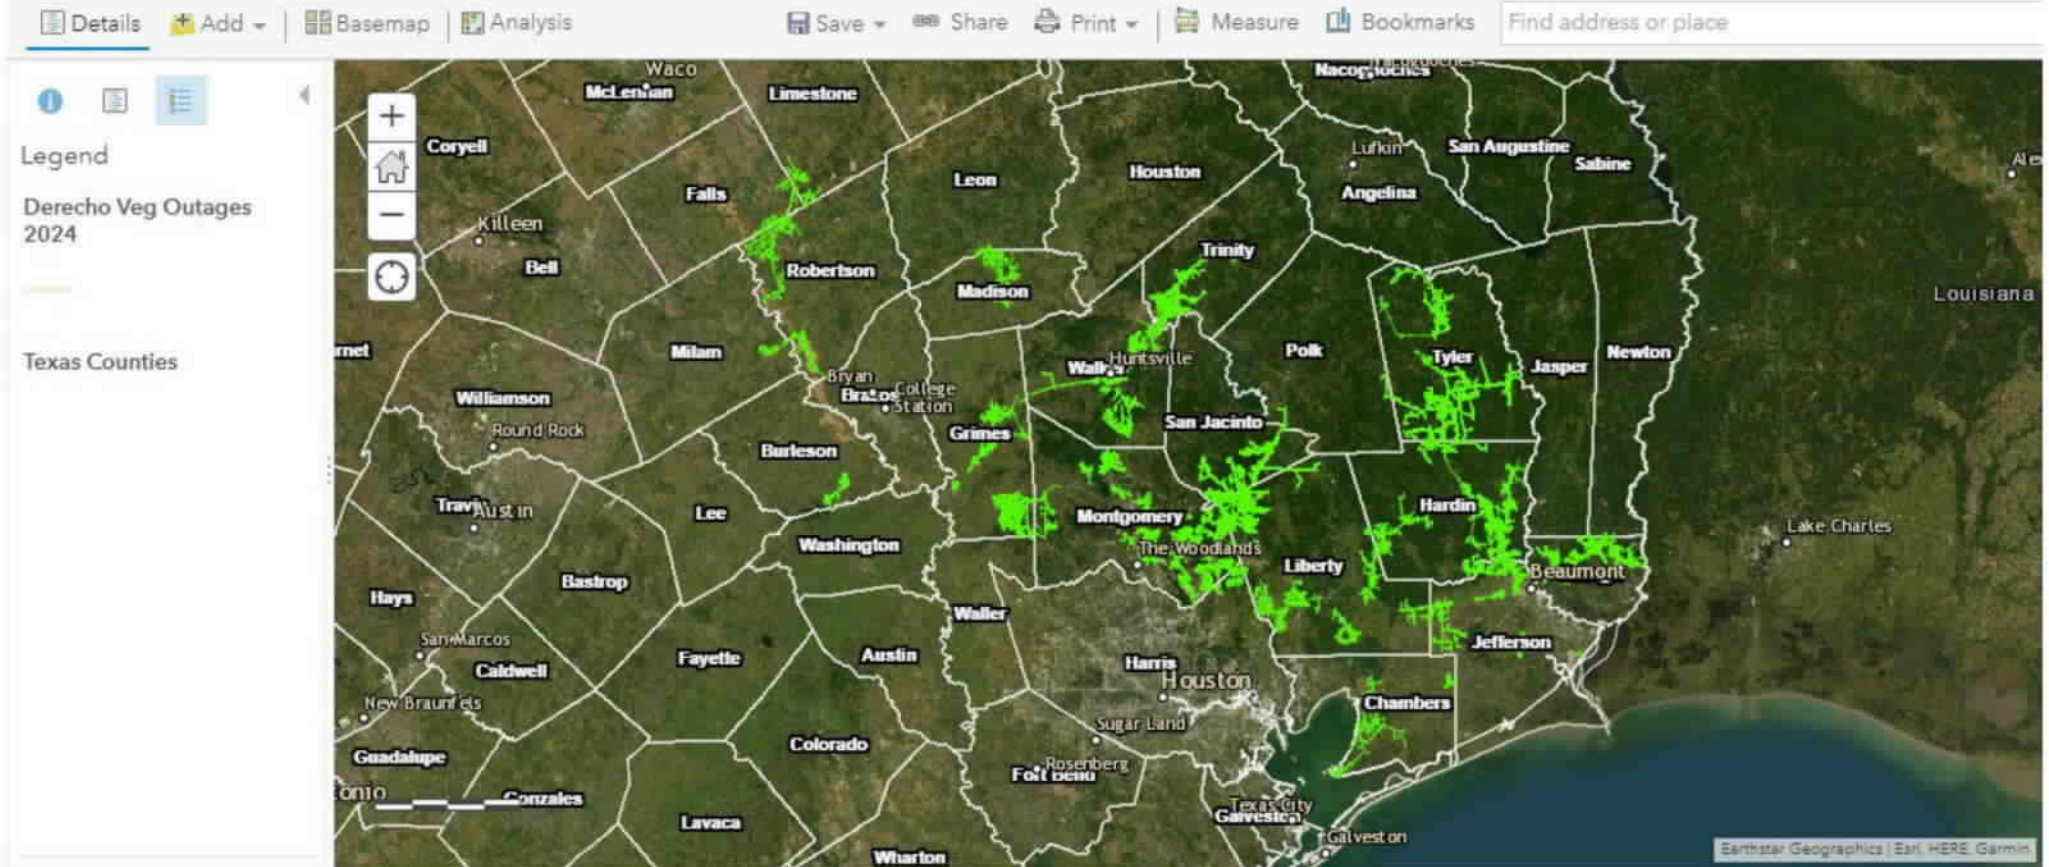 Details
Add
Basemap
Analysis
Save
Share
Print
Measure
Bookmarks
Find address or place
Legend
Derecho Veg Outages
2024
Texas Counties
Waco
McLennan
Limestone
Nacogdoches
Coryell
Lufkin
San Augustine
Sabine
Falls
Leon
Houston
Angelina
Killeen
Bell
Robertson
Madison
Trinity
Louisiana
Milam
Huntsville
Polk
Tyler
Jasper
Newton
Bryan
Brazos
College
Station
Williamson
Round Rock
Grimes
San Jacinto
Burleson
Austin
Lee
Montgomery
Hardin
Lake Charles
Washington
The Woodlands
Liberty
Beaumont
Bastrop
Hays
Waller
San Marcos
Caldwell
Fayette
Austin
Harris
Houston
Jefferson
New Braunfels
Chambers
Sugar Land
Guadalupe
Colorado
Rosenberg
Fort Bend
onio
Gonzales
Texas City
Galveston
Lavaca
Galveston
Wharton
Earthstar Geographics | Esri, HERE, Garmin